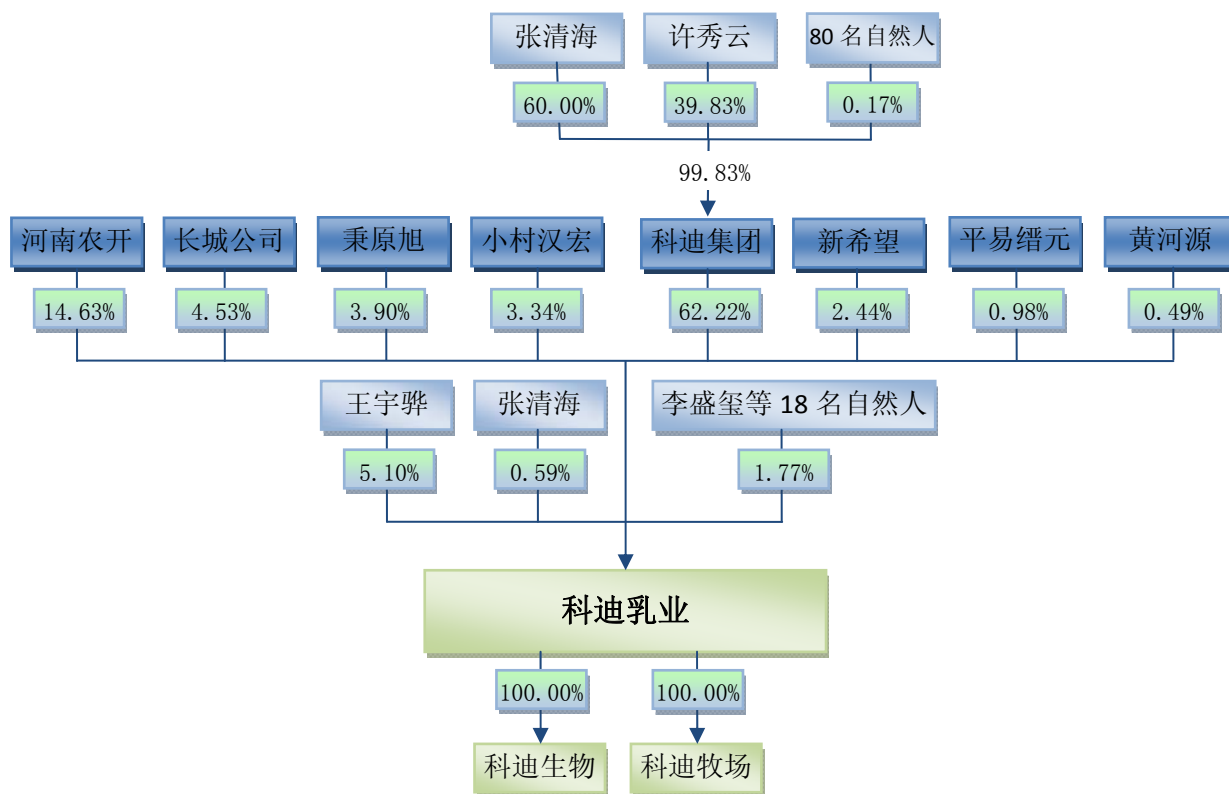 张清海
许秀云
80 名自然人
60.00%
39.83%
0.17%
99.83%
河南农开
长城公司
秉原旭
小村汉宏
科迪集团
新希望
平易缙元
黄河源
14.63%
4.53%
3.90%
3.34%
62.22%
2.44%
0.98%
0.49%
王宇骅
张清海
李盛玺等 18 名自然人
5.10%
0.59%
1.77%
科迪乳业
100.00%
100.00%
科迪生物
科迪牧场